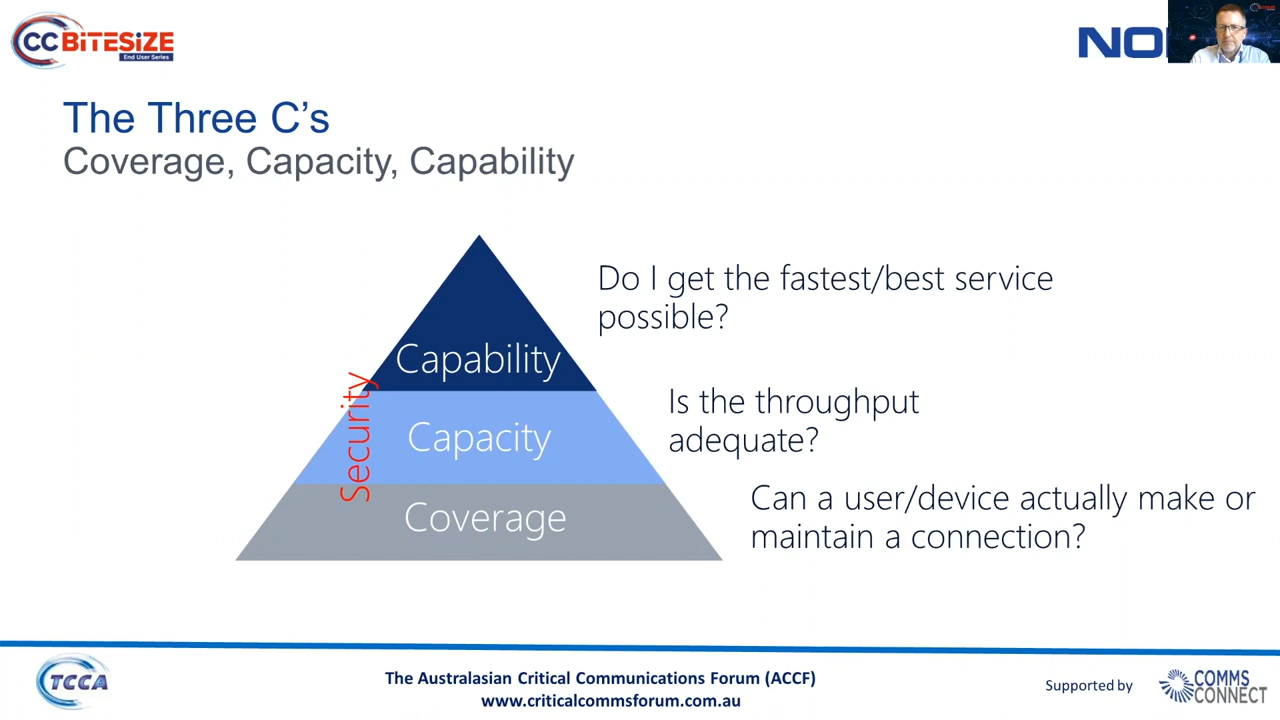 CCBiTESiZE
End User Series
NO
The Three C's
Coverage, Capacity, Capability
Do I get the fastest/best service
possible?
Capability
Security
Is the throughput
adequate?
Capacity
Can a user/device actually make or
maintain a connection?
Coverage
TCCA
The Australasian Critical Communications Forum (ACCF)
www.criticalcommsforum.com.au
Supported by
COMMS
CONNECT